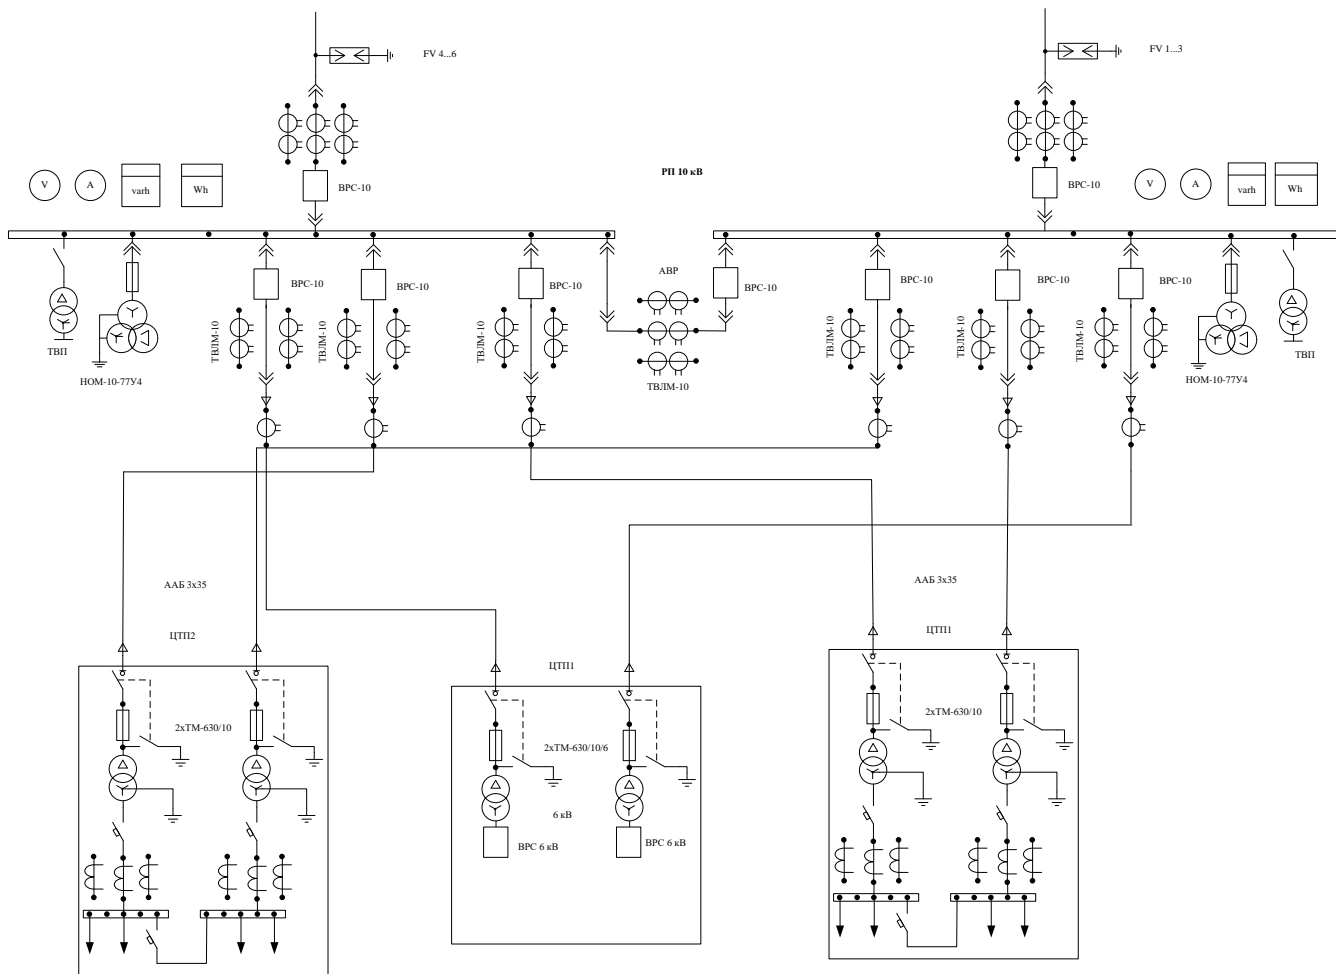 FV 4...6
FV 1...3
РП 10 кВ
V
A
varh
Wh
ВРС-10
ВРС-10
V
A
varh
Wh
АВР
ВРС-10
ВРС-10
ВРС-10
ВРС-10
ВРС-10
ВРС-10
ВРС-10
ТВЛМ-10
ТВЛМ-10
ТВЛМ-10
ТВЛМ-10
ТВЛМ-10
ТВЛМ-10
ТВП
ТВП
НОМ-10-77У4
ТВЛМ-10
НОМ-10-77У4
ААБ 3х35
ААБ 3х35
ЦТП2
ЦТП1
ЦТП1
2хТМ-630/10
2хТМ-630/10/6
2хТМ-630/10
6 кВ
ВРС 6 кВ
ВРС 6 кВ